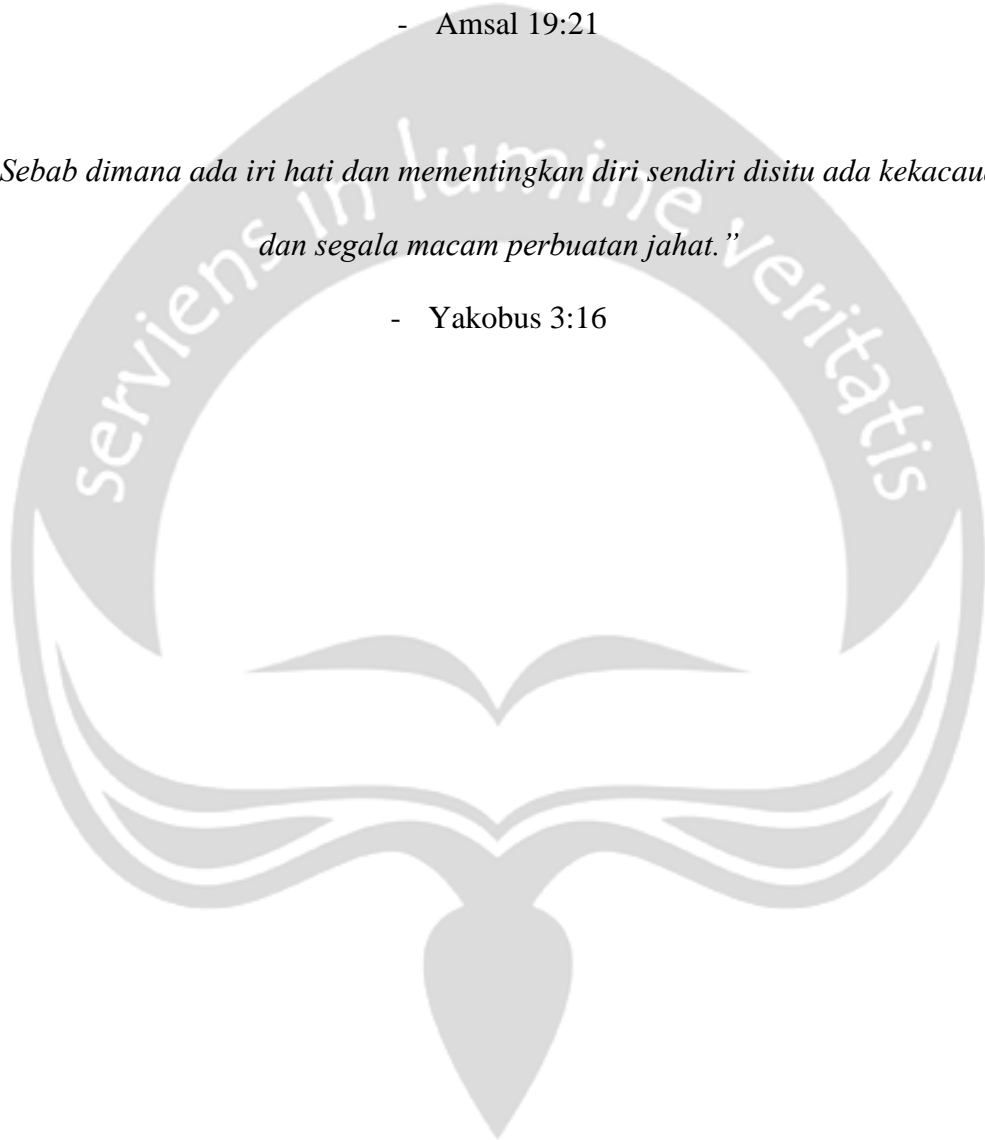 - Amsal 19:21
Sebab dimana ada iri hati dan mementingkan diri sendiri disitu ada
dan segala macam perbuatan jahat.”
- Yakobus 3:16
serviens in lumine veritatis